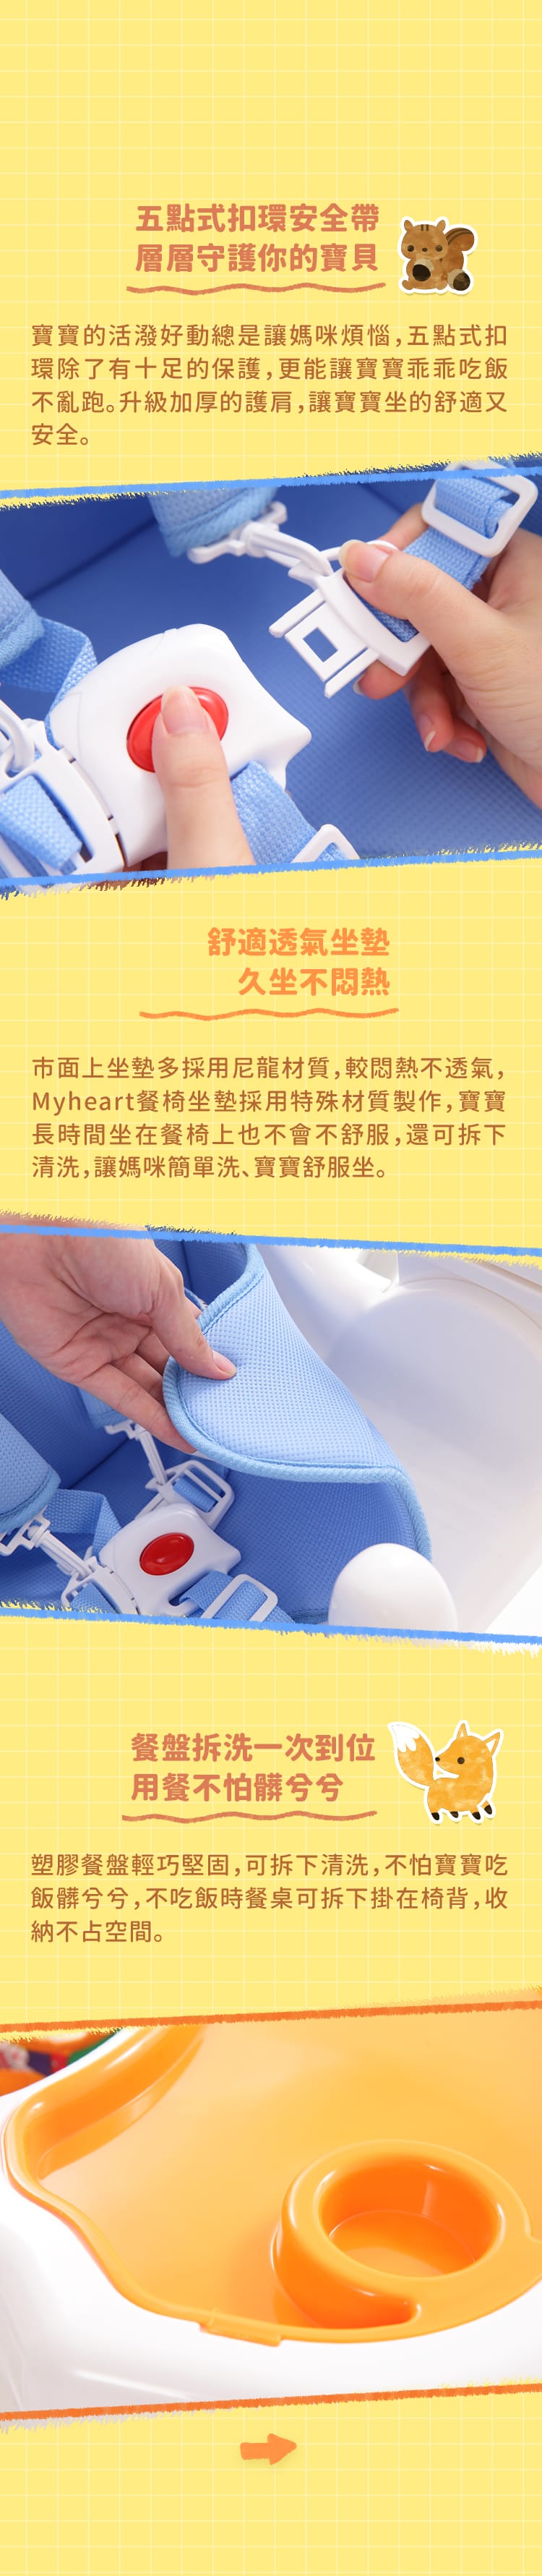 五點式扣環安全帶
層層守護你的寶貝
寶寶的活潑好動總是讓媽咪煩惱，五點式扣
環除了有十足的保護，更能讓寶寶乖乖吃飯
不亂跑。升級加厚的護肩，讓寶寶坐的舒適又
安全。
舒適透氣坐墊
久坐不悶熱
市面上坐墊多採用尼龍材質，較悶熱不透氣，
Myheart餐椅坐墊採用特殊材質製作，寶寶
長時間坐在餐椅上也不會不舒服，還可拆下
清洗，讓媽咪簡單洗、寶寶舒服坐。
餐盤拆洗一次到位
用餐不怕髒兮兮
塑膠餐盤輕巧堅固，可拆下清洗，不怕寶寶吃
飯髒兮兮，不吃飯時餐桌可拆下掛在椅背，收
納不占空間。